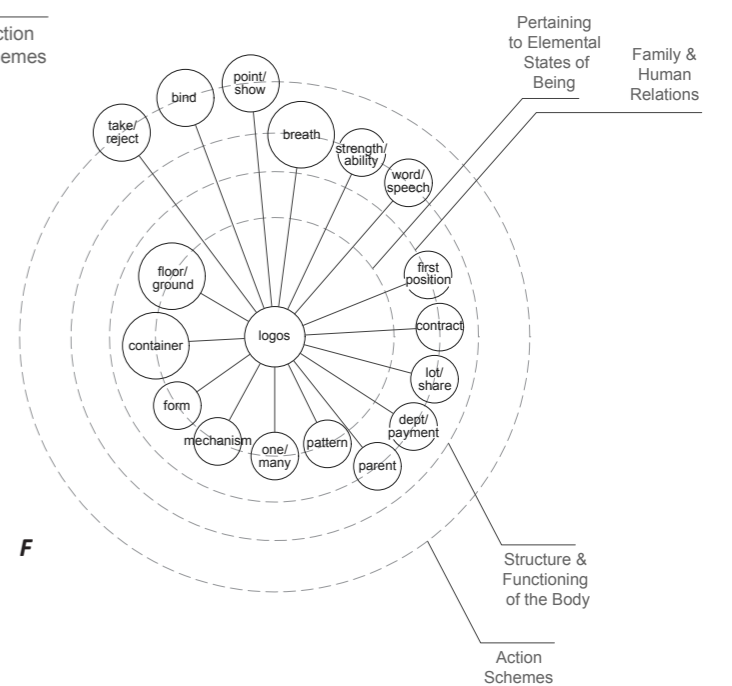 ction
emes
Pertaining
to Elemental
States of
Being
Family &
Human
Relations
point/
show
bind
take/
reject
breath
strength/
ability
word/
speech
floor/
ground
first
position
container
logos
contract
form
lot/
share
mechanism
one/
many
pattern
dept/
payment
parent
F
Structure &
Functioning
of the Body
Action
Schemes